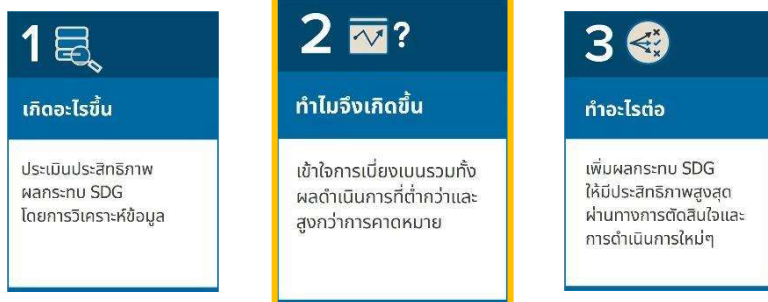 1
เกิดอะไรขึ้น
ประเมินประสิทธิภาพ
ผลกระทบ SDG
โดยการวิเคราะห์ข้อมูล
2 ?
ทำไมจึงเกิดขึ้น
เข้าใจการเบี่ยงเบนรวมทั้ง
ผลดำเนินการที่ต่ำกว่าและ
สูงกว่าการคาดหมาย
3
ทำอะไรต่อ
เพิ่มผลกระทบ SDG
ให้มีประสิทธิภาพสูงสุด
ผ่านทางการตัดสินใจและ
การดำเนินการใหม่ๆ